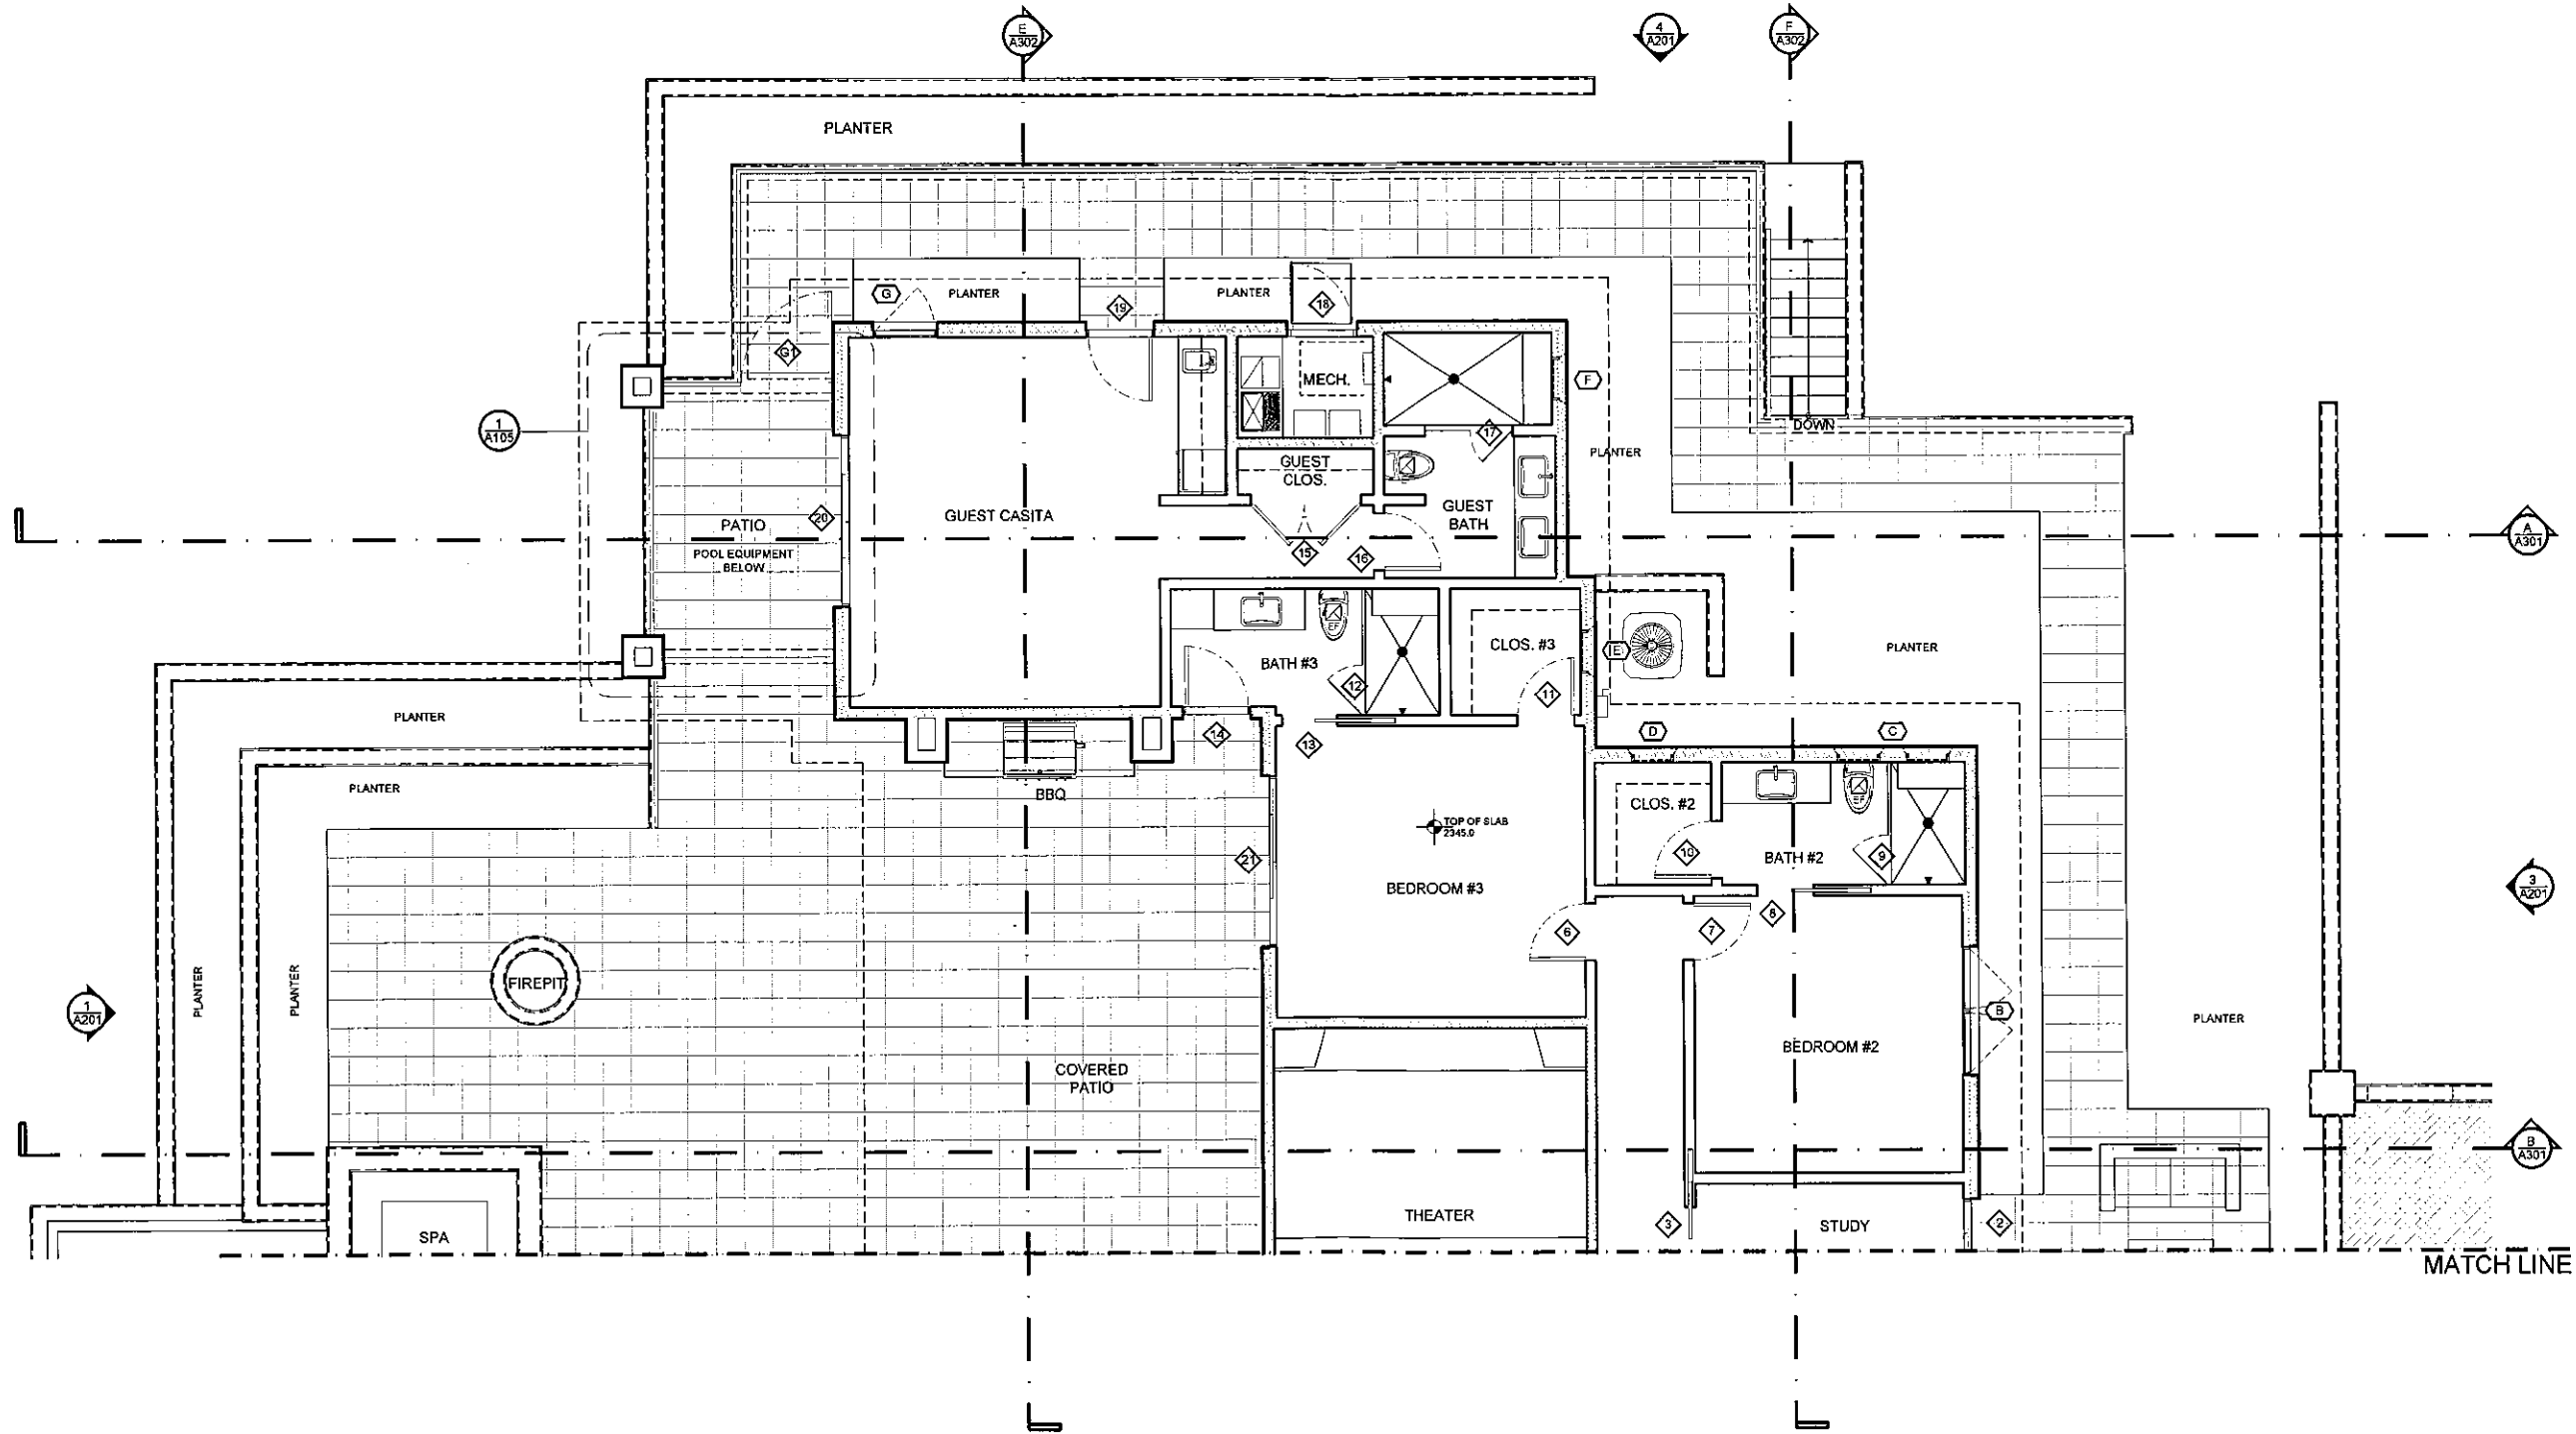 E
A302
4
A201
F
A302
PLANTER
G
PLANTER
19
PLANTER
18
G1
MECH.
F
1
A105
DOWN
17
PLANTER
GUEST
CLOS.
GUEST CASITA
GUEST
BATH
PATIO
20
POOL EQUIPMENT
BELOW
15
16
A
A301
EF
CLOS. #3
E
PLANTER
BATH #3
12
11
PLANTER
14
13
D
C
PLANTER
BBQ
CLOS. #2
EF
TOP OF SLAB
2345.0
21
10
BATH #2
9
BEDROOM #3
3
A201
6
7
8
PLANTER
PLANTER
FIREPIT
1
A201
B
PLANTER
BEDROOM #2
COVERED
PATIO
B
A301
THEATER
3
STUDY
2
SPA
MATCH LINE